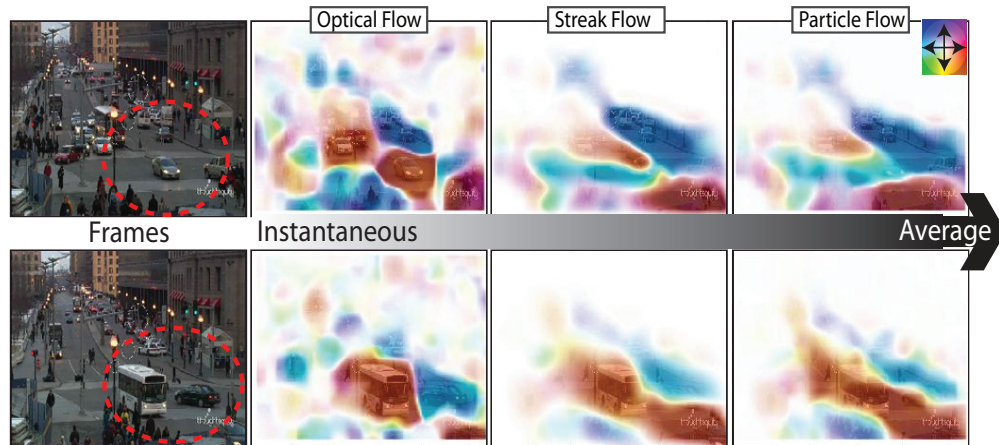 Optical Flow
Streak Flow
Particle Flow
Frames
Instantaneous
Average